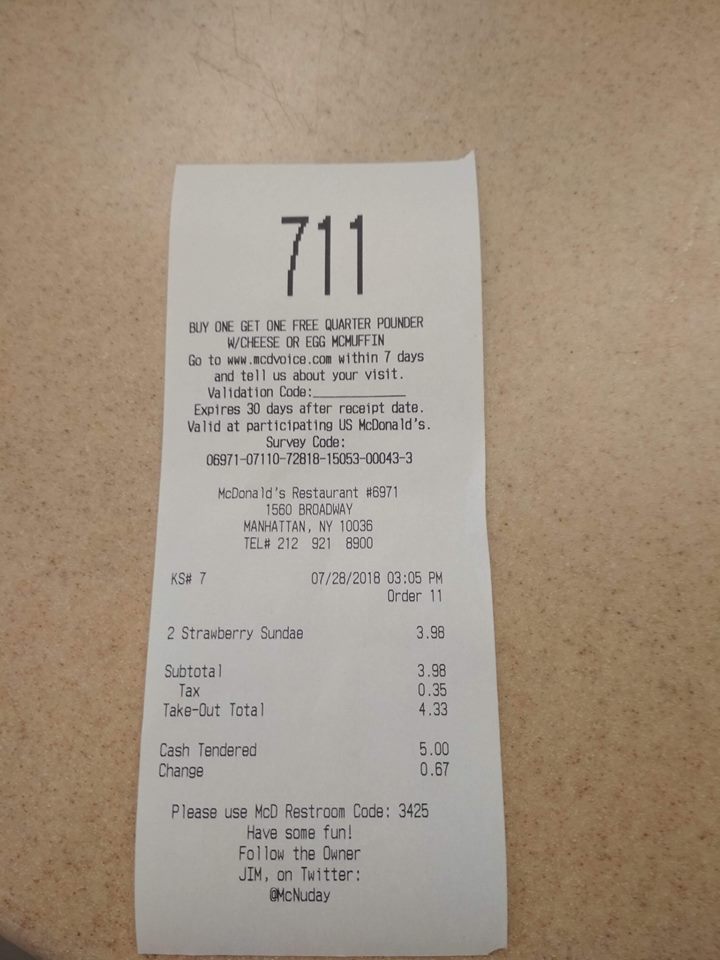 711
BUY ONE GET ONE FREE QUARTER POUNDER
W/CHEESE OR EGG MCMUFFIN
Go to www.mcdvoice.com within 7 days
and tell us about your visit.
Validation Code:______________
Expires 30 days after receipt date.
Valid at participating US McDonald's.
Survey Code:
06971-07110-72818-15053-00043-3
McDonald's Restaurant #6971
1560 BROADWAY
MANHATTAN, NY 10036
TEL# 212 921 8900
KS# 7 07/28/2018 03:05 PM
Order 11
2 Strawberry Sundae 3.98
Subtotal 3.98
Tax 0.35
Take-Out Total 4.33
Cash Tendered 5.00
Change 0.67
Please use McD Restroom Code: 3425
Have some fun!
Follow the Owner
JIM, on Twitter:
@McNuday